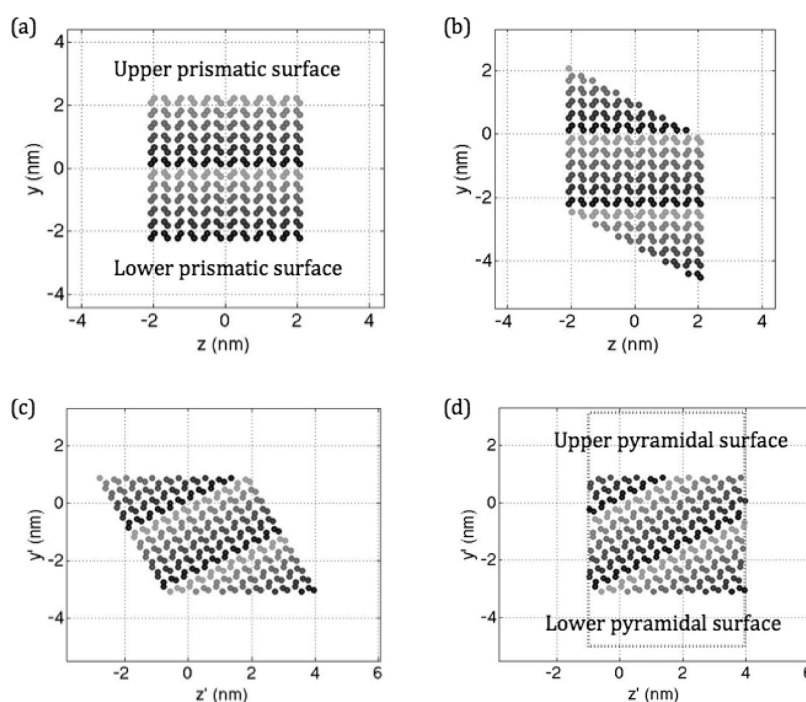 (a)
Upper prismatic surface
Lower prismatic surface
4
2
0
-2
-4
y (nm)
-4 -2 0 2 4
z (nm)
(b)
2
0
-2
-4
y (nm)
-4 -2 0 2 4
z (nm)
(c)
2
0
-2
-4
y' (nm)
-2 0 2 4 6
z' (nm)
(d)
Upper pyramidal surface
Lower pyramidal surface
2
0
-2
-4
y' (nm)
-2 0 2 4 6
z' (nm)